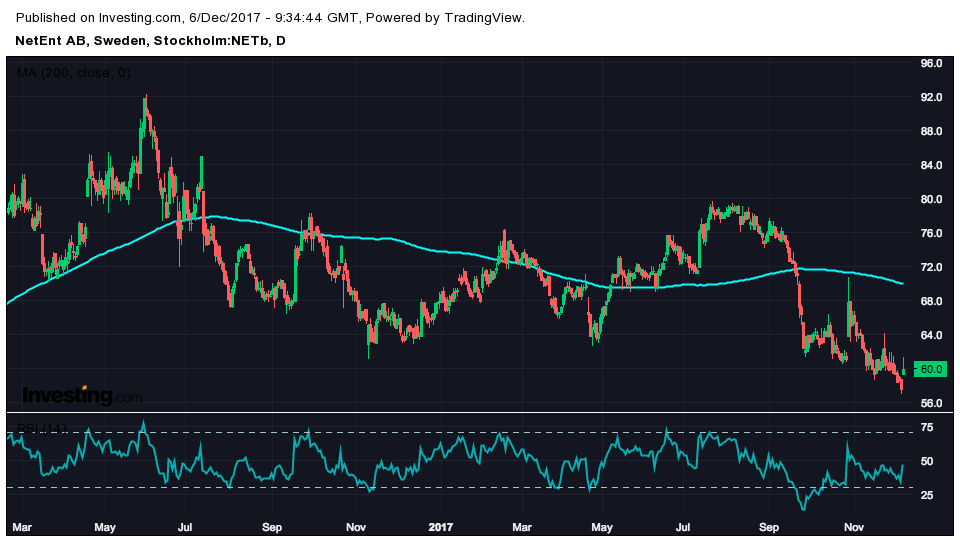 Published on Investing.com, 6/Dec/2017 - 9:34:44 GMT, Powered by TradingView.
NetEnt AB, Sweden, Stockholm:NETb, D
MA (200, close, 0)
96.0
92.0
88.0
84.0
80.0
76.0
72.0
68.0
64.0
60.0
56.0
Investing.com
RSI (14)
75
50
25
Mar May Jul Sep Nov 2017 Mar May Jul Sep Nov